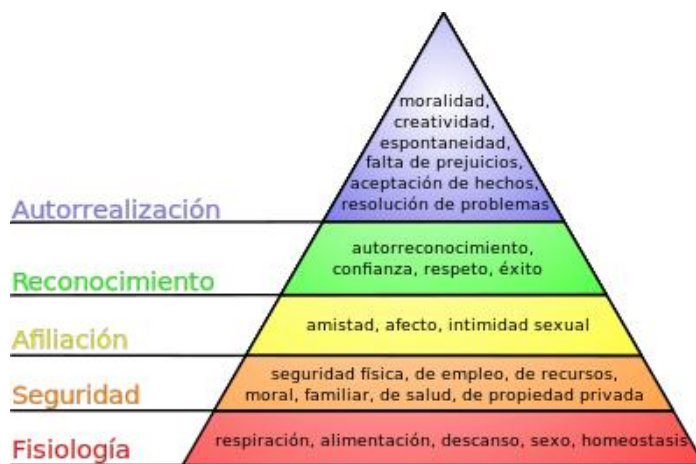 moralidad,
creatividad,
espontaneidad,
falta de prejuicios,
aceptación de hechos,
resolución de problemas
Autorrealización
autorreconocimiento,
confianza, respeto, éxito
Reconocimiento
amistad, afecto, intimidad sexual
Afiliación
seguridad física, de empleo, de recursos,
moral, familiar, de salud, de propiedad privada
Seguridad
respiración, alimentación, descanso, sexo, homeostasis
Fisiología